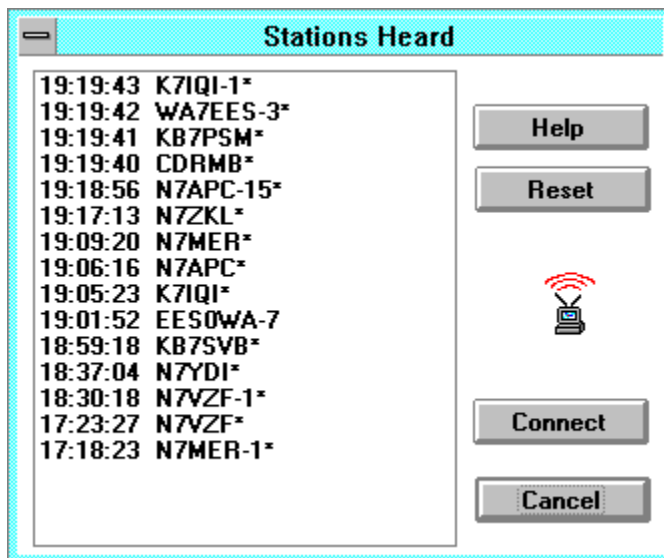 Stations Heard
19:19:43 K7IQI-1*
19:19:42 WA7EES-3*
19:19:41 KB7PSM*
19:19:40 CDRMB*
19:18:56 N7APC-15*
19:17:13 N7ZKL*
19:09:20 N7MER*
19:06:16 N7APC*
19:05:23 K7IQI*
19:01:52 EES0WA-7
18:59:18 KB7SVB*
18:37:04 N7YDI*
18:30:18 N7VZF-1*
17:23:27 N7VZF*
17:18:23 N7MER-1*
Help
Reset
Connect
Cancel